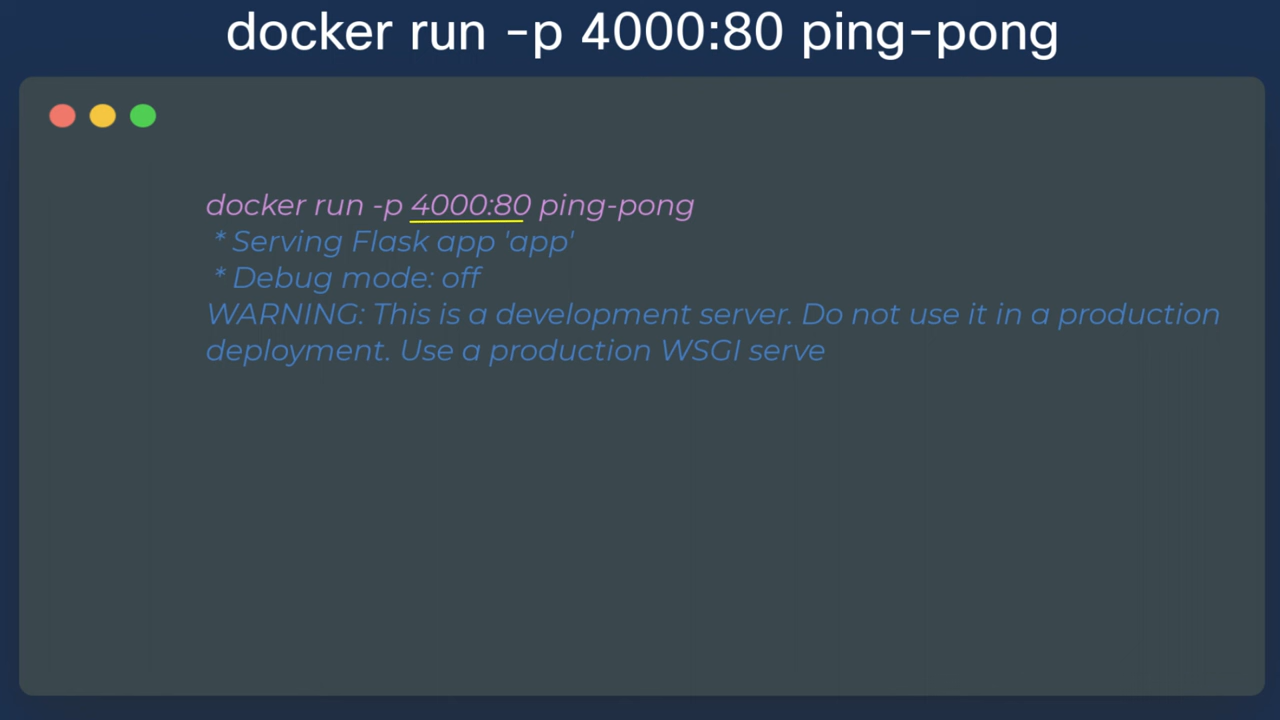 docker run -p 4000:80 ping-pong
docker run -p 4000:80 ping-pong
* Serving Flask app 'app'
* Debug mode: off
WARNING: This is a development server. Do not use it in a production
deployment. Use a production WSGI serve